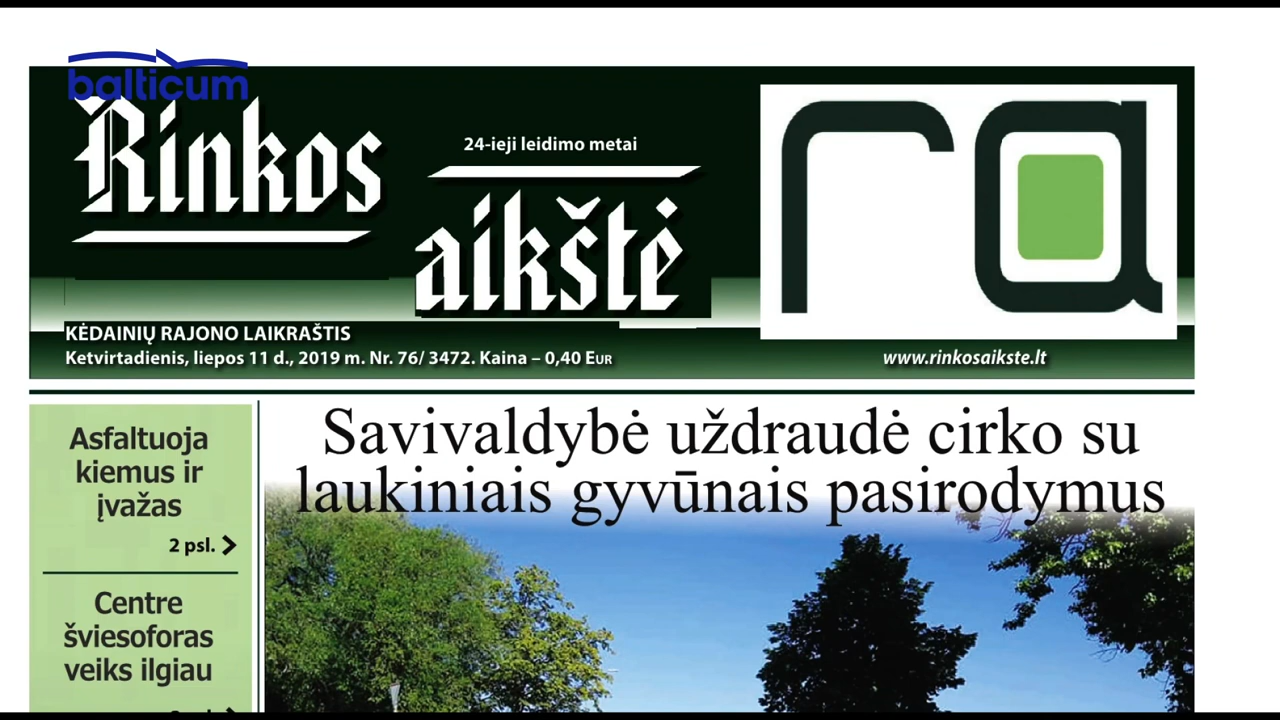 balticum
Rinkos
24-ieji leidimo metai
aikštė
ra
KĖDAINIŲ RAJONO LAIKRAŠTIS
Ketvirtadienis, liepos 11 d., 2019 m. Nr. 76/ 3472. Kaina – 0,40 EUR
www.rinkosaikste.lt
Asfaltuoja
kiemus ir
įvažas
2 psl.
Centre
šviesoforas
veiks ilgiau
Savivaldybė uždraudė cirko su
laukiniais gyvūnais pasirodymus